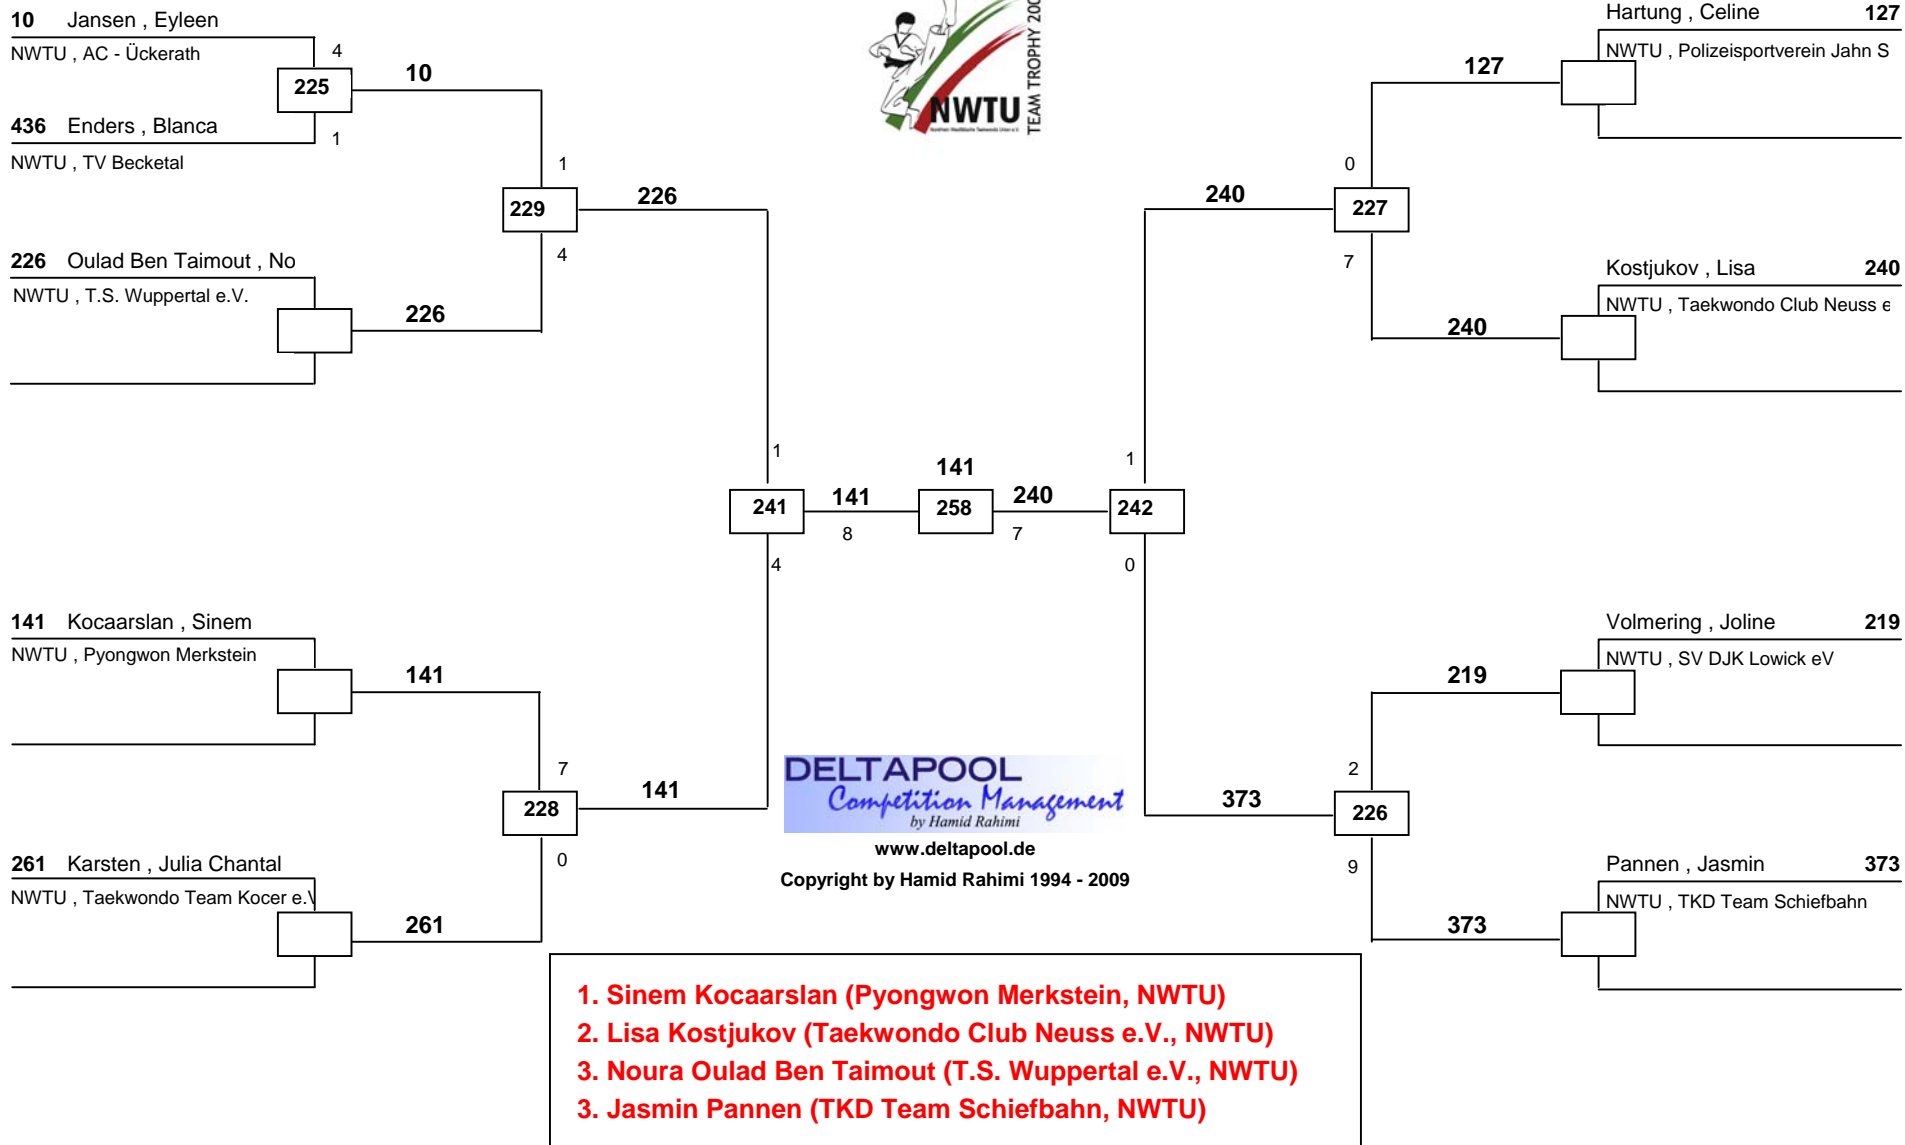 10 Jansen , Eyleen
NWTU , AC - Ückerath
4
225
10
436 Enders , Blanca
1
NWTU , TV Becketal
1
229
226
4
226 Oulad Ben Taimout , No
NWTU , T.S. Wuppertal e.V.
226
NWTU
TEAM TROPHY 200
Hartung , Celine 127
NWTU , Polizeisportverein Jahn S
127
0
240
227
7
Kostjukov , Lisa 240
NWTU , Taekwondo Club Neuss e
240
1
241
141
8
4
141
258
240
7
1
242
0
141 Kocaarslan , Sinem
NWTU , Pyongwon Merkstein
141
7
228
141
0
261 Karsten , Julia Chantal
NWTU , Taekwondo Team Kocer e.V
261
DELTAPOOL
Competition Management
by Hamid Rahimi
www.deltapool.de
Copyright by Hamid Rahimi 1994 - 2009
Volmering , Joline 219
NWTU , SV DJK Lowick eV
219
2
373
226
9
Pannen , Jasmin 373
NWTU , TKD Team Schiefbahn
373
1. Sinem Kocaarslan (Pyongwon Merkstein, NWTU)
2. Lisa Kostjukov (Taekwondo Club Neuss e.V., NWTU)
3. Noura Oulad Ben Taimout (T.S. Wuppertal e.V., NWTU)
3. Jasmin Pannen (TKD Team Schiefbahn, NWTU)